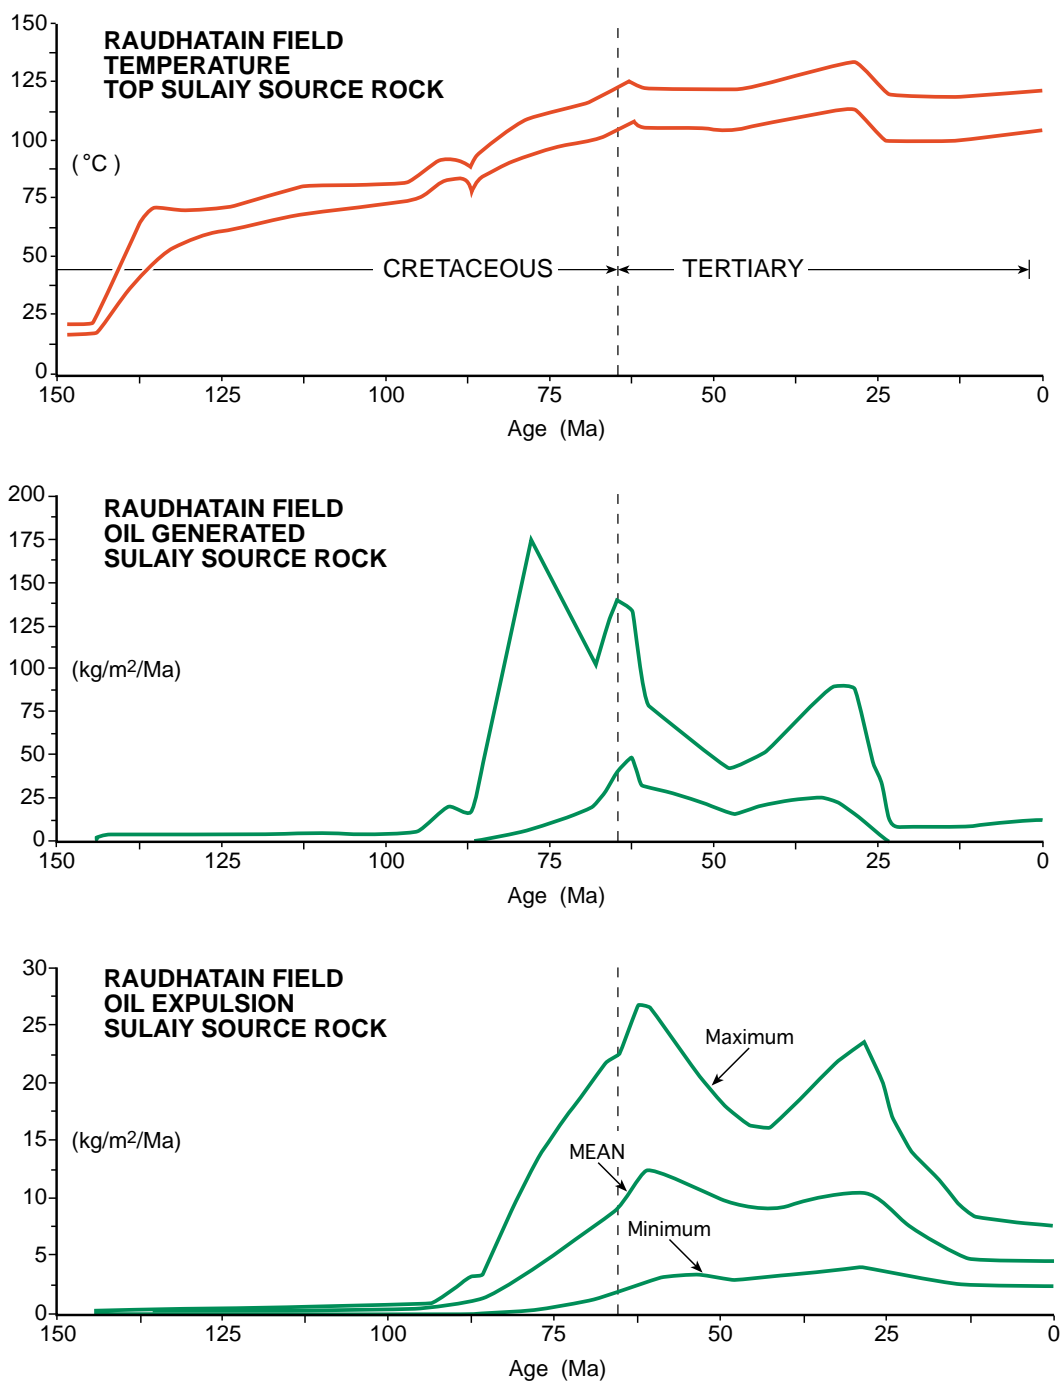 RAUDHATAIN FIELD
TEMPERATURE
TOP SULAIY SOURCE ROCK
150
125
100
75
50
25
0
(°C )
CRETACEOUS
TERTIARY
150
125
100
75
50
25
0
Age (Ma)
RAUDHATAIN FIELD
OIL GENERATED
SULAIY SOURCE ROCK
200
175
150
125
100
75
50
25
0
(kg/m2/Ma)
150
125
100
75
50
25
0
Age (Ma)
RAUDHATAIN FIELD
OIL EXPULSION
SULAIY SOURCE ROCK
30
25
20
15
10
5
0
(kg/m2/Ma)
Maximum
MEAN
Minimum
150
125
100
75
50
25
0
Age (Ma)